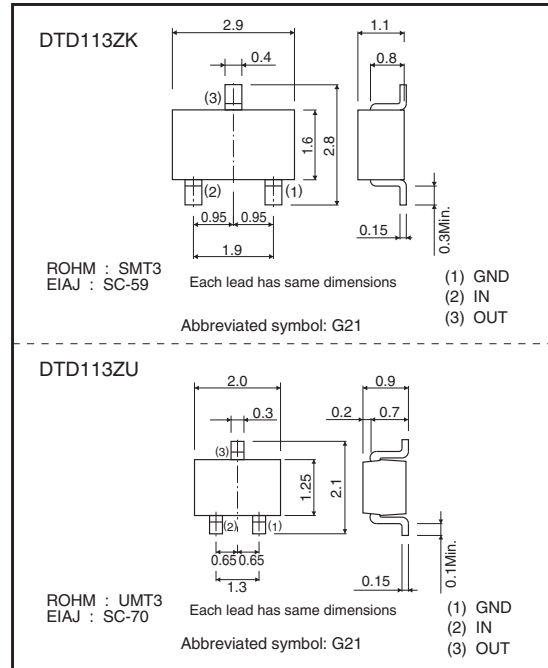 DTD113ZK
2.9
1.1
0.4
0.8
(3)
1.6
2.8
(2)
(1)
0.95
0.95
0.15
0.3Min.
1.9
ROHM : SMT3
EIAJ : SC-59
Each lead has same dimensions
(1) GND
(2) IN
(3) OUT
Abbreviated symbol: G21
DTD113ZU
2.0
0.9
0.3
0.2
0.7
(3)
1.25
2.1
(2)
(1)
0.65
0.65
0.15
0.1Min.
1.3
ROHM : UMT3
EIAJ : SC-70
Each lead has same dimensions
(1) GND
(2) IN
(3) OUT
Abbreviated symbol: G21